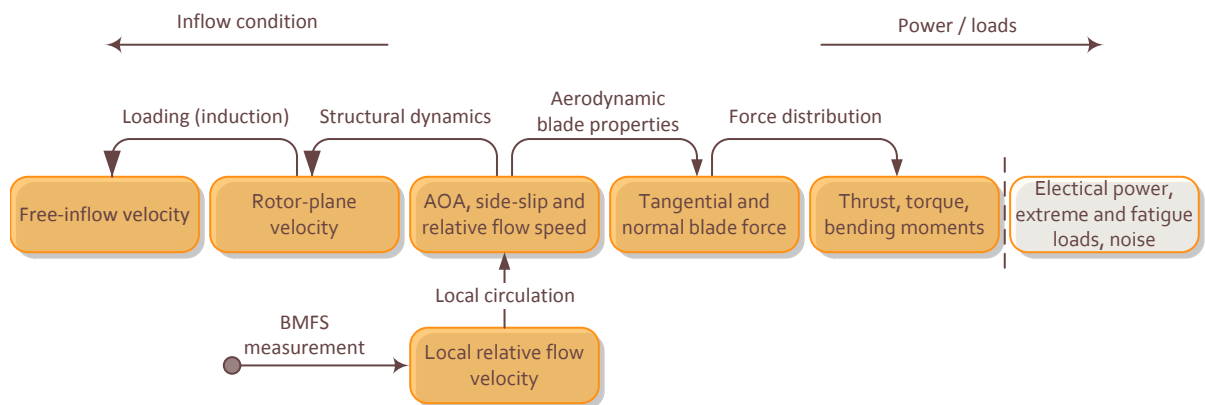 Inflow condition
Power / loads
Loading (induction)
Structural dynamics
Aerodynamic
blade properties
Force distribution
Free-inflow velocity
Rotor-plane
velocity
AOA, side-slip and
relative flow speed
Tangential and
normal blade force
Thrust, torque,
bending moments
Electical power,
extreme and fatigue
loads, noise
Local circulation
BMFS
measurement
Local relative flow
velocity